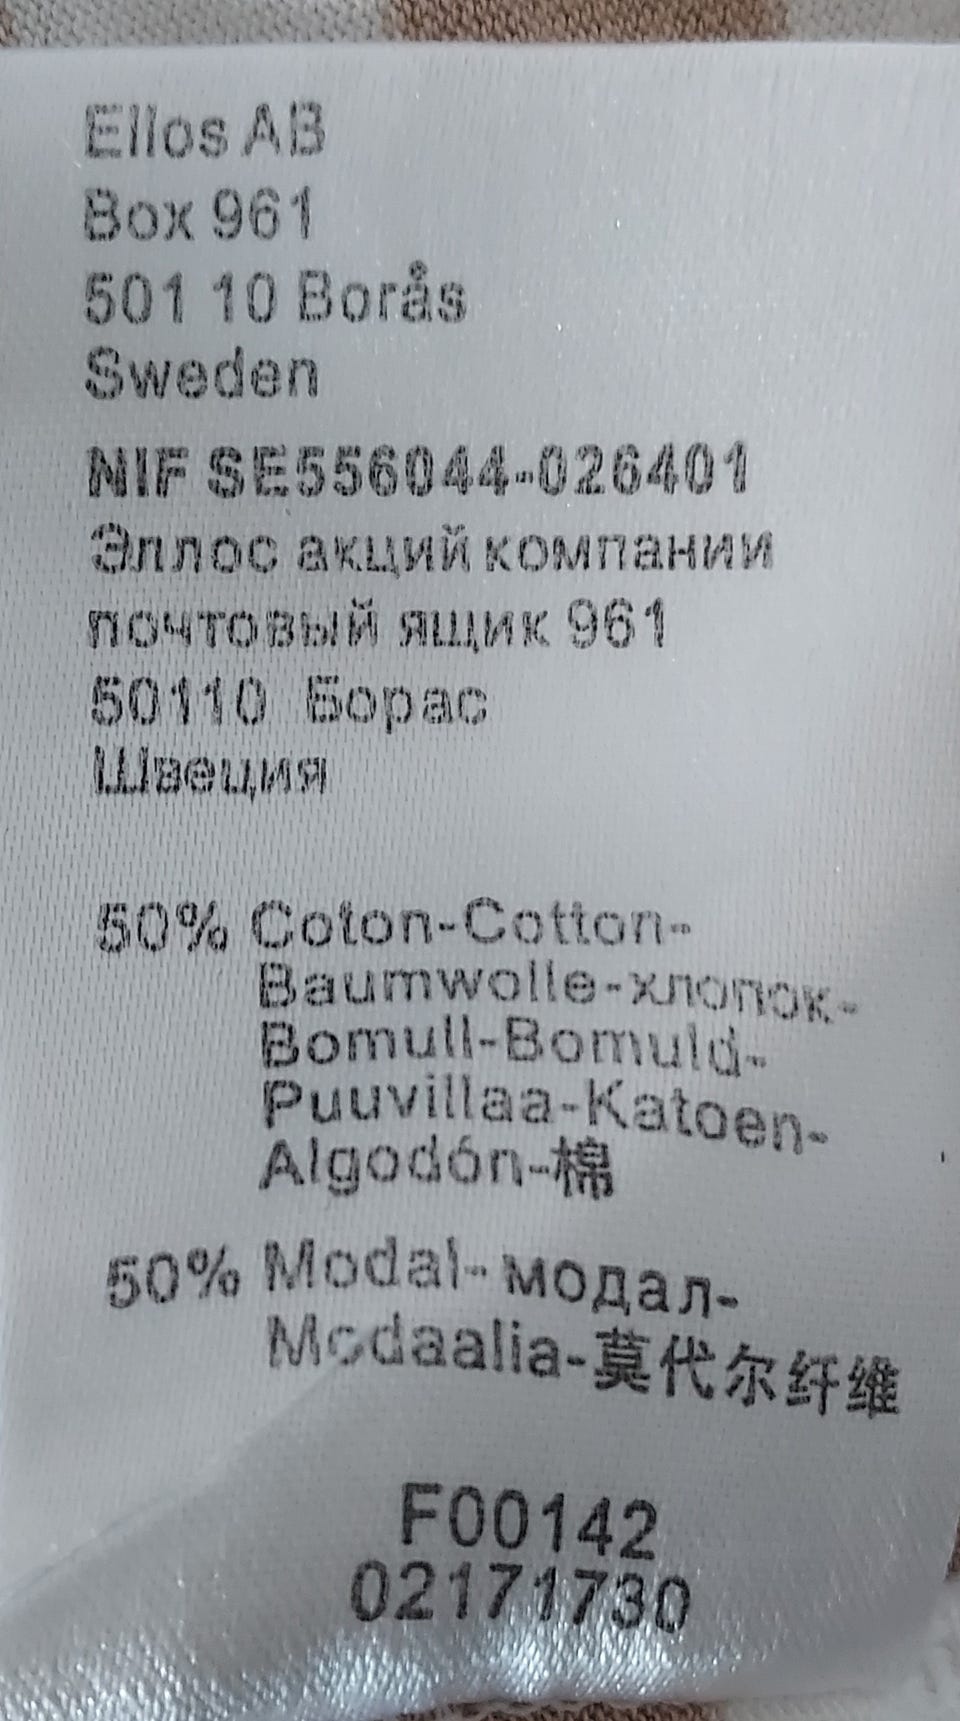 Ellos AB
Box 961
501 10 Borås
Sweden
NIF SE556044-026401
Эллос акций компании
почтовый ящик 961
50110 Борас
Швеция
50% Coton-Cotton-
Baumwolle-хлопок-
Bomull-Bomuld-
Puuvillaa-Katoen-
Algodón-棉
50% Modal-модал-
Modaalia-莫代尔纤维
F00142
02171730